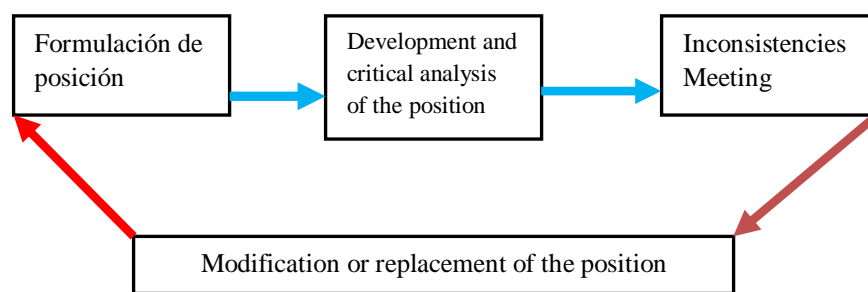 Formulación de
posición
Development and
critical analysis
of the position
Inconsistencies
Meeting
Modification or replacement of the position